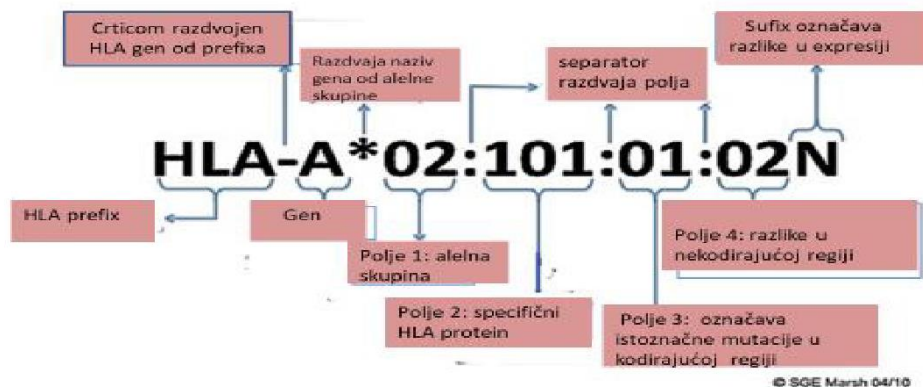 Crticom razdvojen
HLA gen od prefixa
Razdvaja naziv
gena od alelne
skupine
separator
razdvaja polja
Sufix označava
razlike u expresiji
HLA-A*02:101:01:02N
HLA prefix
Gen
Polje 1: alelna
skupina
Polje 2: specifični
HLA protein
Polje 3: označava
istoznačne mutacije u
kodirajućoj regiji
Polje 4: razlike u
nekodirajućoj regiji
© SGE Marsh 04/10